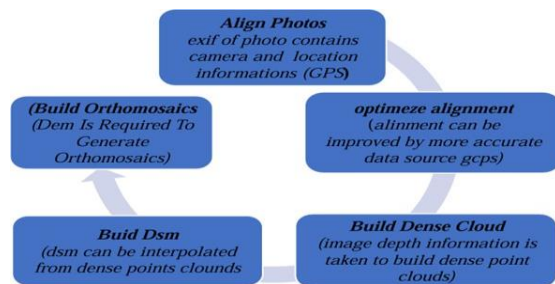 Align Photos
exif of photo contains
camera and location
informations (GPS)
optimeze alignment
(alinment can be
improved by more accurate
data source gcps)
Build Dense Cloud
(image depth information is
taken to build dense point
clouds)
Buid Dsm
(dsm can be interpolated
from dense points clounds
(Build Orthomosaics
(Dem Is Required To
Generate
Orthomosaics)